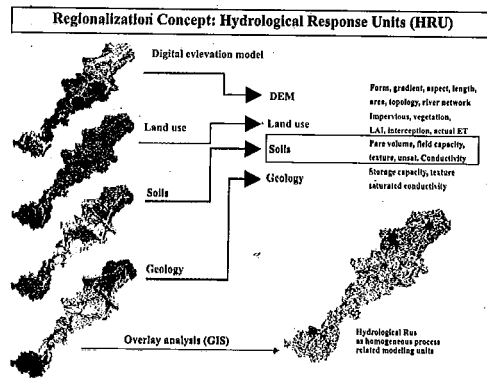 Regionalization Concept: Hydrological Response Units (HRU)
Digital evlevation model
DEM
Form, gradient, aspect, length,
area, topology, river network
Land use
Land use
Impervious, vegetation,
LAI, interception, actual ET
Soils
Pare volume, field capacity,
texture, unsat. Conductivity
Soils
Geology
Storage capacity, texture
saturated conductivity
Geology
Overlay analysis (GIS)
Hydrological Rus
as homogeneous process
related modeling units